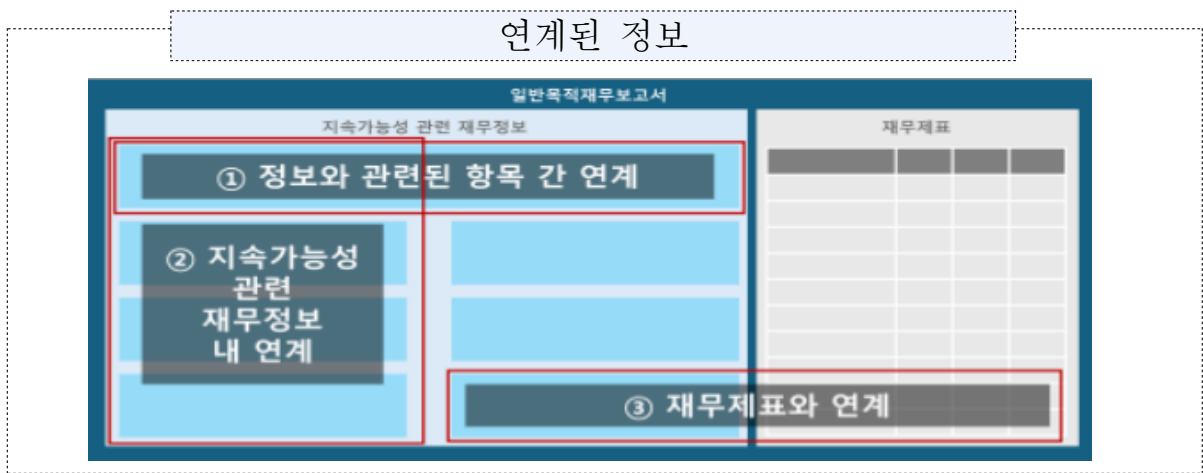 연계된 정보
일반목적재무보고서
지속가능성 관련 재무정보
재무제표
① 정보와 관련된 항목 간 연계
② 지속가능성
관련
재무정보
내 연계
③ 재무제표와 연계